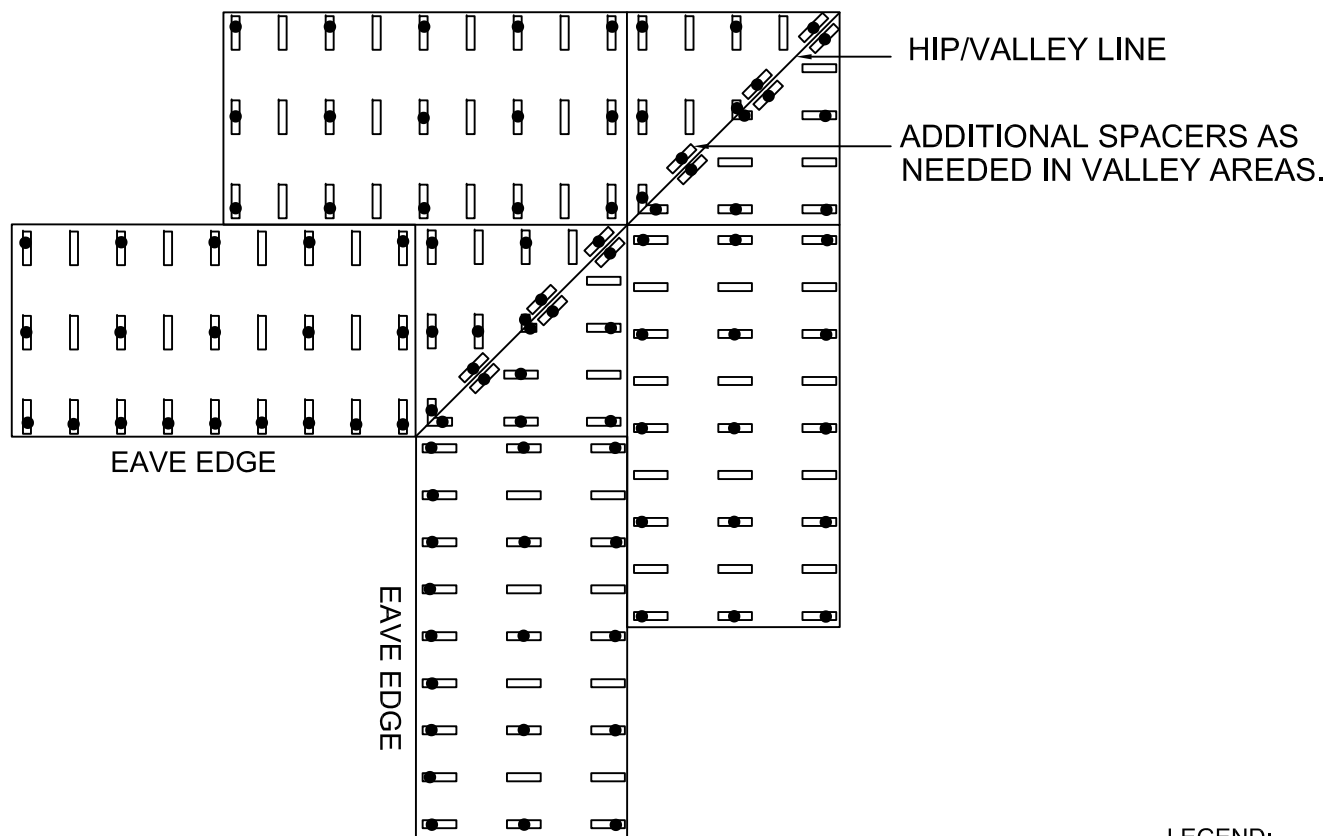 HIP/VALLEY LINE
ADDITIONAL SPACERS AS
NEEDED IN VALLEY AREAS.
EAVE EDGE
EAVE EDGE
LEGEND: